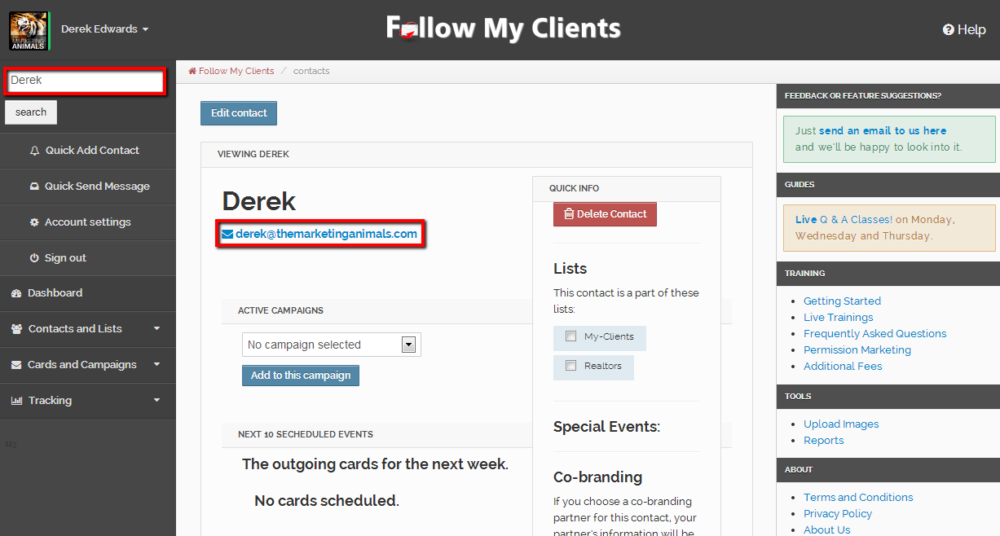 MARKETING
ANIMALS
Derek Edwards
Follow My Clients
Help
Derek
search
Quick Add Contact
Quick Send Message
Account settings
Sign out
Dashboard
Contacts and Lists
Cards and Campaigns
Tracking
123
Follow My Clients / contacts
Edit contact
VIEWING DEREK
Derek
derek@themarketinganimals.com
ACTIVE CAMPAIGNS
No campaign selected
Add to this campaign
NEXT 10 SECHEDULED EVENTS
The outgoing cards for the next week.
No cards scheduled.
QUICK INFO
Delete Contact
Lists
This contact is a part of these
lists:
My-Clients
Realtors
Special Events:
Co-branding
If you choose a co-branding
partner for this contact, your
partner's information will be
FEEDBACK OR FEATURE SUGGESTIONS?
Just send an email to us here
and we'll be happy to look into it.
GUIDES
Live Q & A Classes! on Monday,
Wednesday and Thursday.
TRAINING
Getting Started
Live Trainings
Frequently Asked Questions
Permission Marketing
Additional Fees
TOOLS
Upload Images
Reports
ABOUT
Terms and Conditions
Privacy Policy
About Us